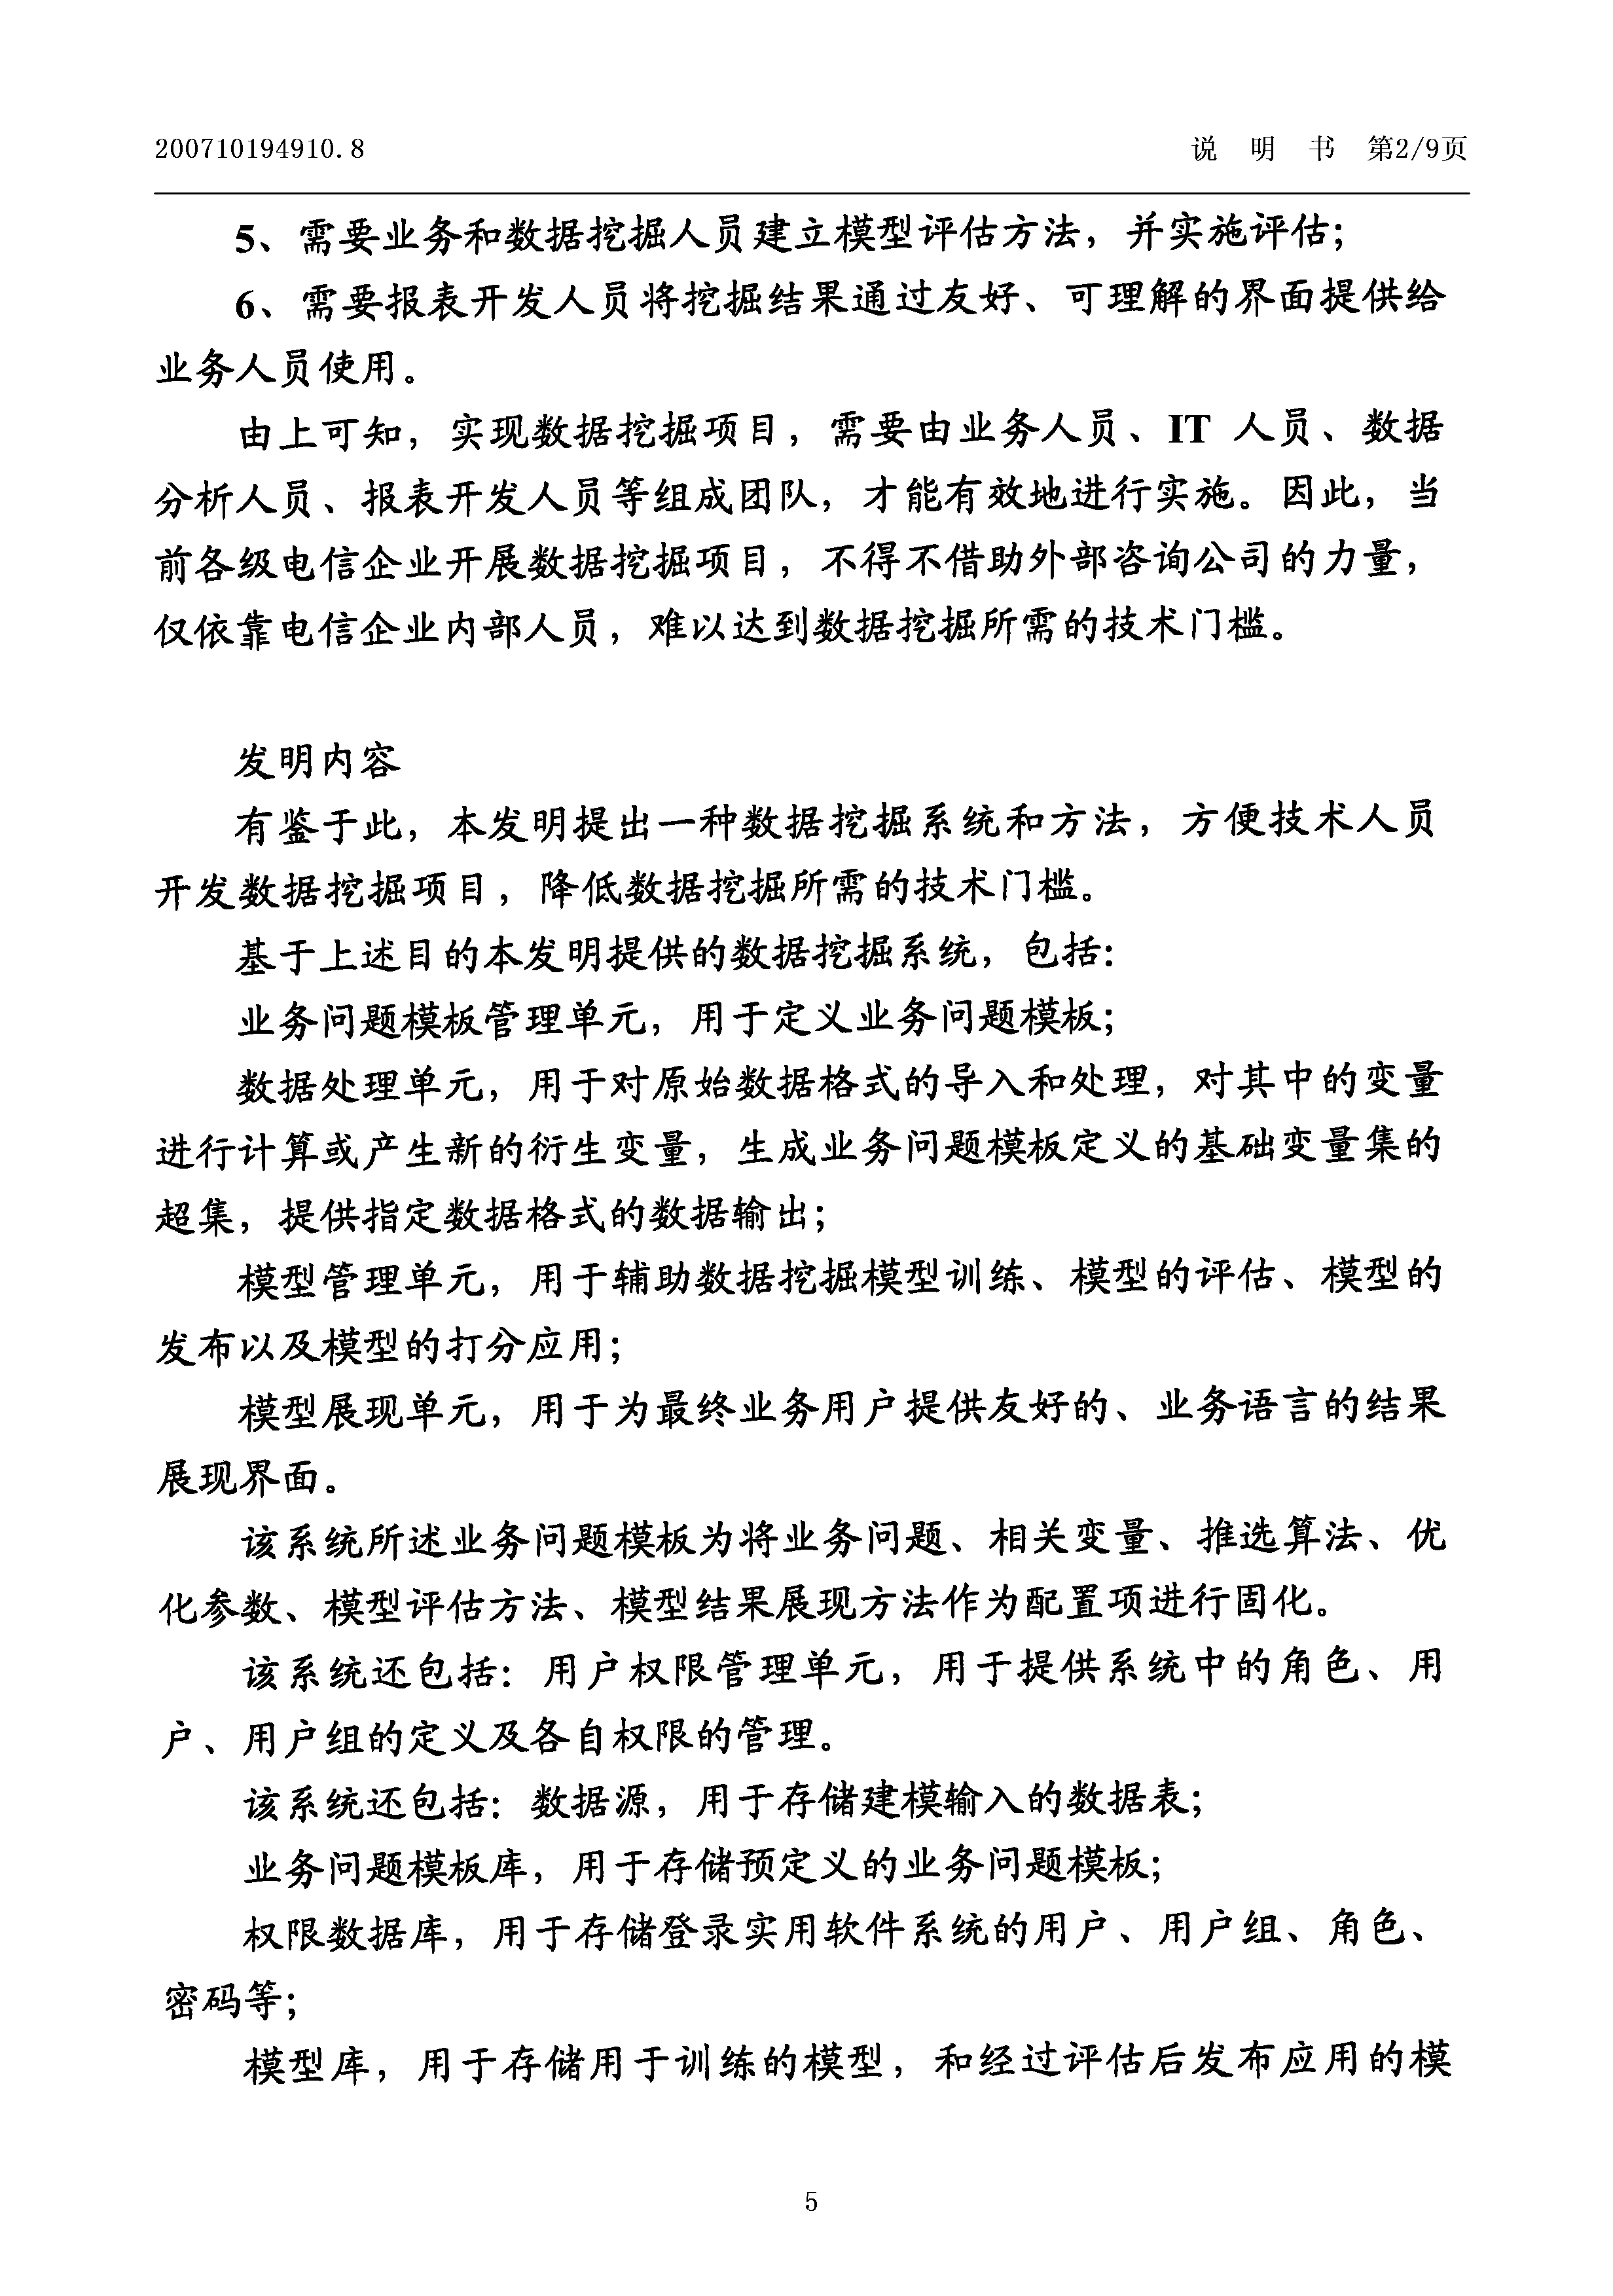 200710194910.8
说 明 书 第2/9页
5、需要业务和数据挖掘人员建立模型评估方法，并实施评估；
6、需要报表开发人员将挖掘结果通过友好、可理解的界面提供给
业务人员使用。
由上可知，实现数据挖掘项目，需要由业务人员、IT 人员、数据
分析人员、报表开发人员等组成团队，才能有效地进行实施。因此，当
前各级电信企业开展数据挖掘项目，不得不借助外部咨询公司的力量，
仅依靠电信企业内部人员，难以达到数据挖掘所需的技术门槛。
发明内容
有鉴于此，本发明提出一种数据挖掘系统和方法，方便技术人员
开发数据挖掘项目，降低数据挖掘所需的技术门槛。
基于上述目的本发明提供的数据挖掘系统，包括：
业务问题模板管理单元，用于定义业务问题模板；
数据处理单元，用于对原始数据格式的导入和处理，对其中的变量
进行计算或产生新的衍生变量，生成业务问题模板定义的基础变量集的
超集，提供指定数据格式的数据输出；
模型管理单元，用于辅助数据挖掘模型训练、模型的评估、模型的
发布以及模型的打分应用；
模型展现单元，用于为最终业务用户提供友好的、业务语言的结果
展现界面。
该系统所述业务问题模板为将业务问题、相关变量、推选算法、优
化参数、模型评估方法、模型结果展现方法作为配置项进行固化。
该系统还包括：用户权限管理单元，用于提供系统中的角色、用
户、用户组的定义及各自权限的管理。
该系统还包括：数据源，用于存储建模输入的数据表；
业务问题模板库，用于存储预定义的业务问题模板；
权限数据库，用于存储登录实用软件系统的用户、用户组、角色、
密码等；
模型库，用于存储用于训练的模型，和经过评估后发布应用的模
5